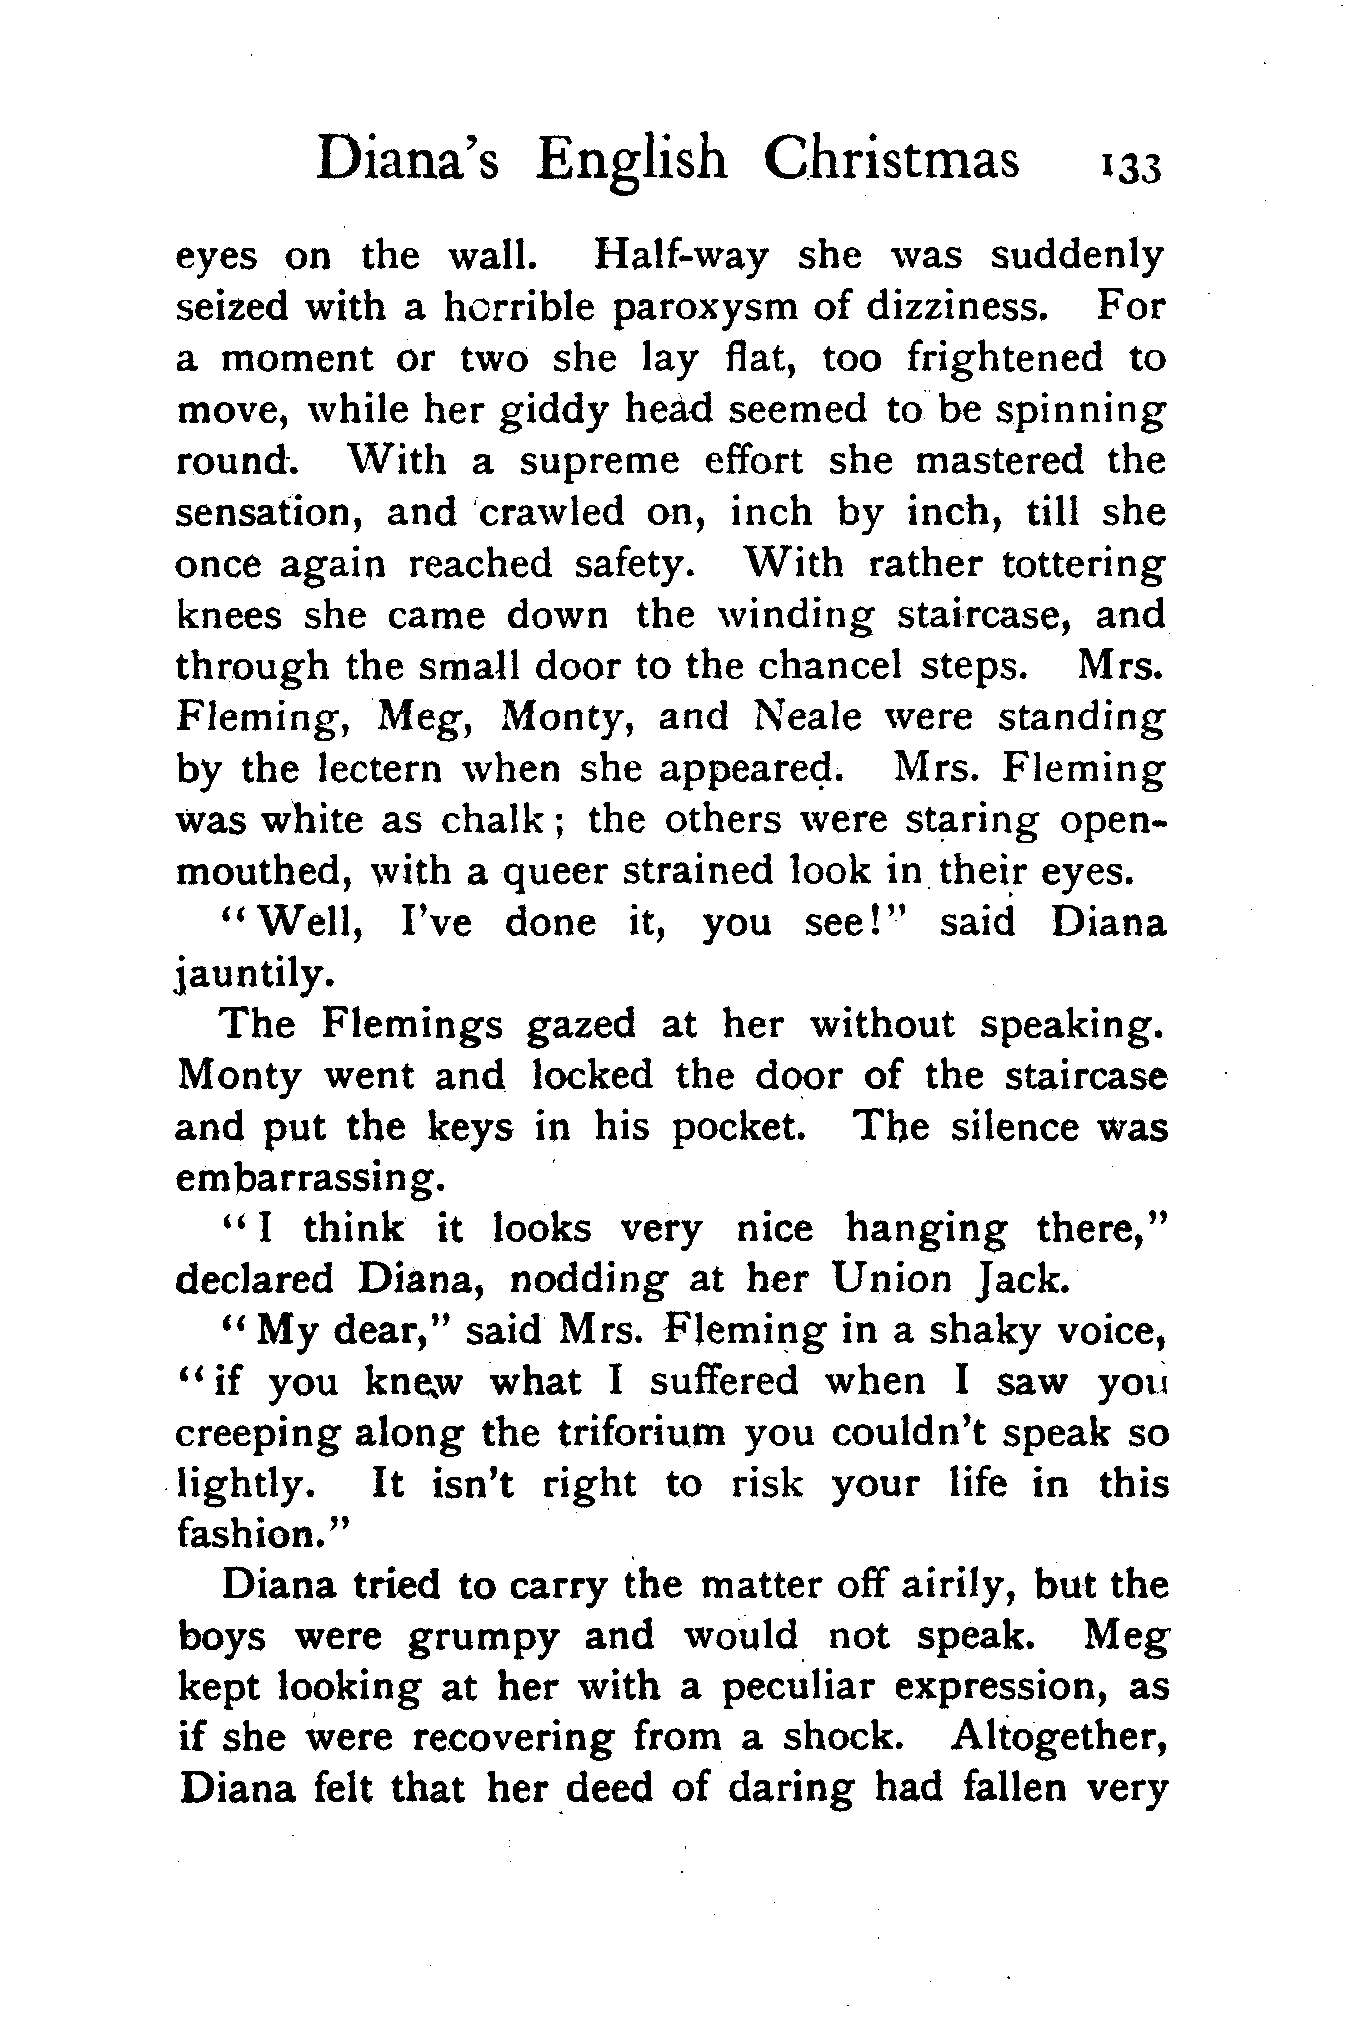 Diana's English Christmas 133
eyes on the wall. Half-way she was suddenly
seized with a horrible paroxysm of dizziness. For
a moment or two she lay flat, too frightened to
move, while her giddy head seemed to be spinning
round. With a supreme effort she mastered the
sensation, and crawled on, inch by inch, till she
once again reached safety. With rather tottering
knees she came down the winding staircase, and
through the small door to the chancel steps. Mrs.
Fleming, Meg, Monty, and Neale were standing
by the lectern when she appeared. Mrs. Fleming
was white as chalk; the others were staring open-
mouthed, with a queer strained look in their eyes.
"Well, I've done it, you see!" said Diana
jauntily.
The Flemings gazed at her without speaking.
Monty went and locked the door of the staircase
and put the keys in his pocket. The silence was
embarrassing.
"I think it looks very nice hanging there,"
declared Diana, nodding at her Union Jack.
"My dear," said Mrs. Fleming in a shaky voice,
"if you knew what I suffered when I saw you
creeping along the triforium you couldn't speak so
lightly. It isn't right to risk your life in this
fashion."
Diana tried to carry the matter off airily, but the
boys were grumpy and would not speak. Meg
kept looking at her with a peculiar expression, as
if she were recovering from a shock. Altogether,
Diana felt that her deed of daring had fallen very